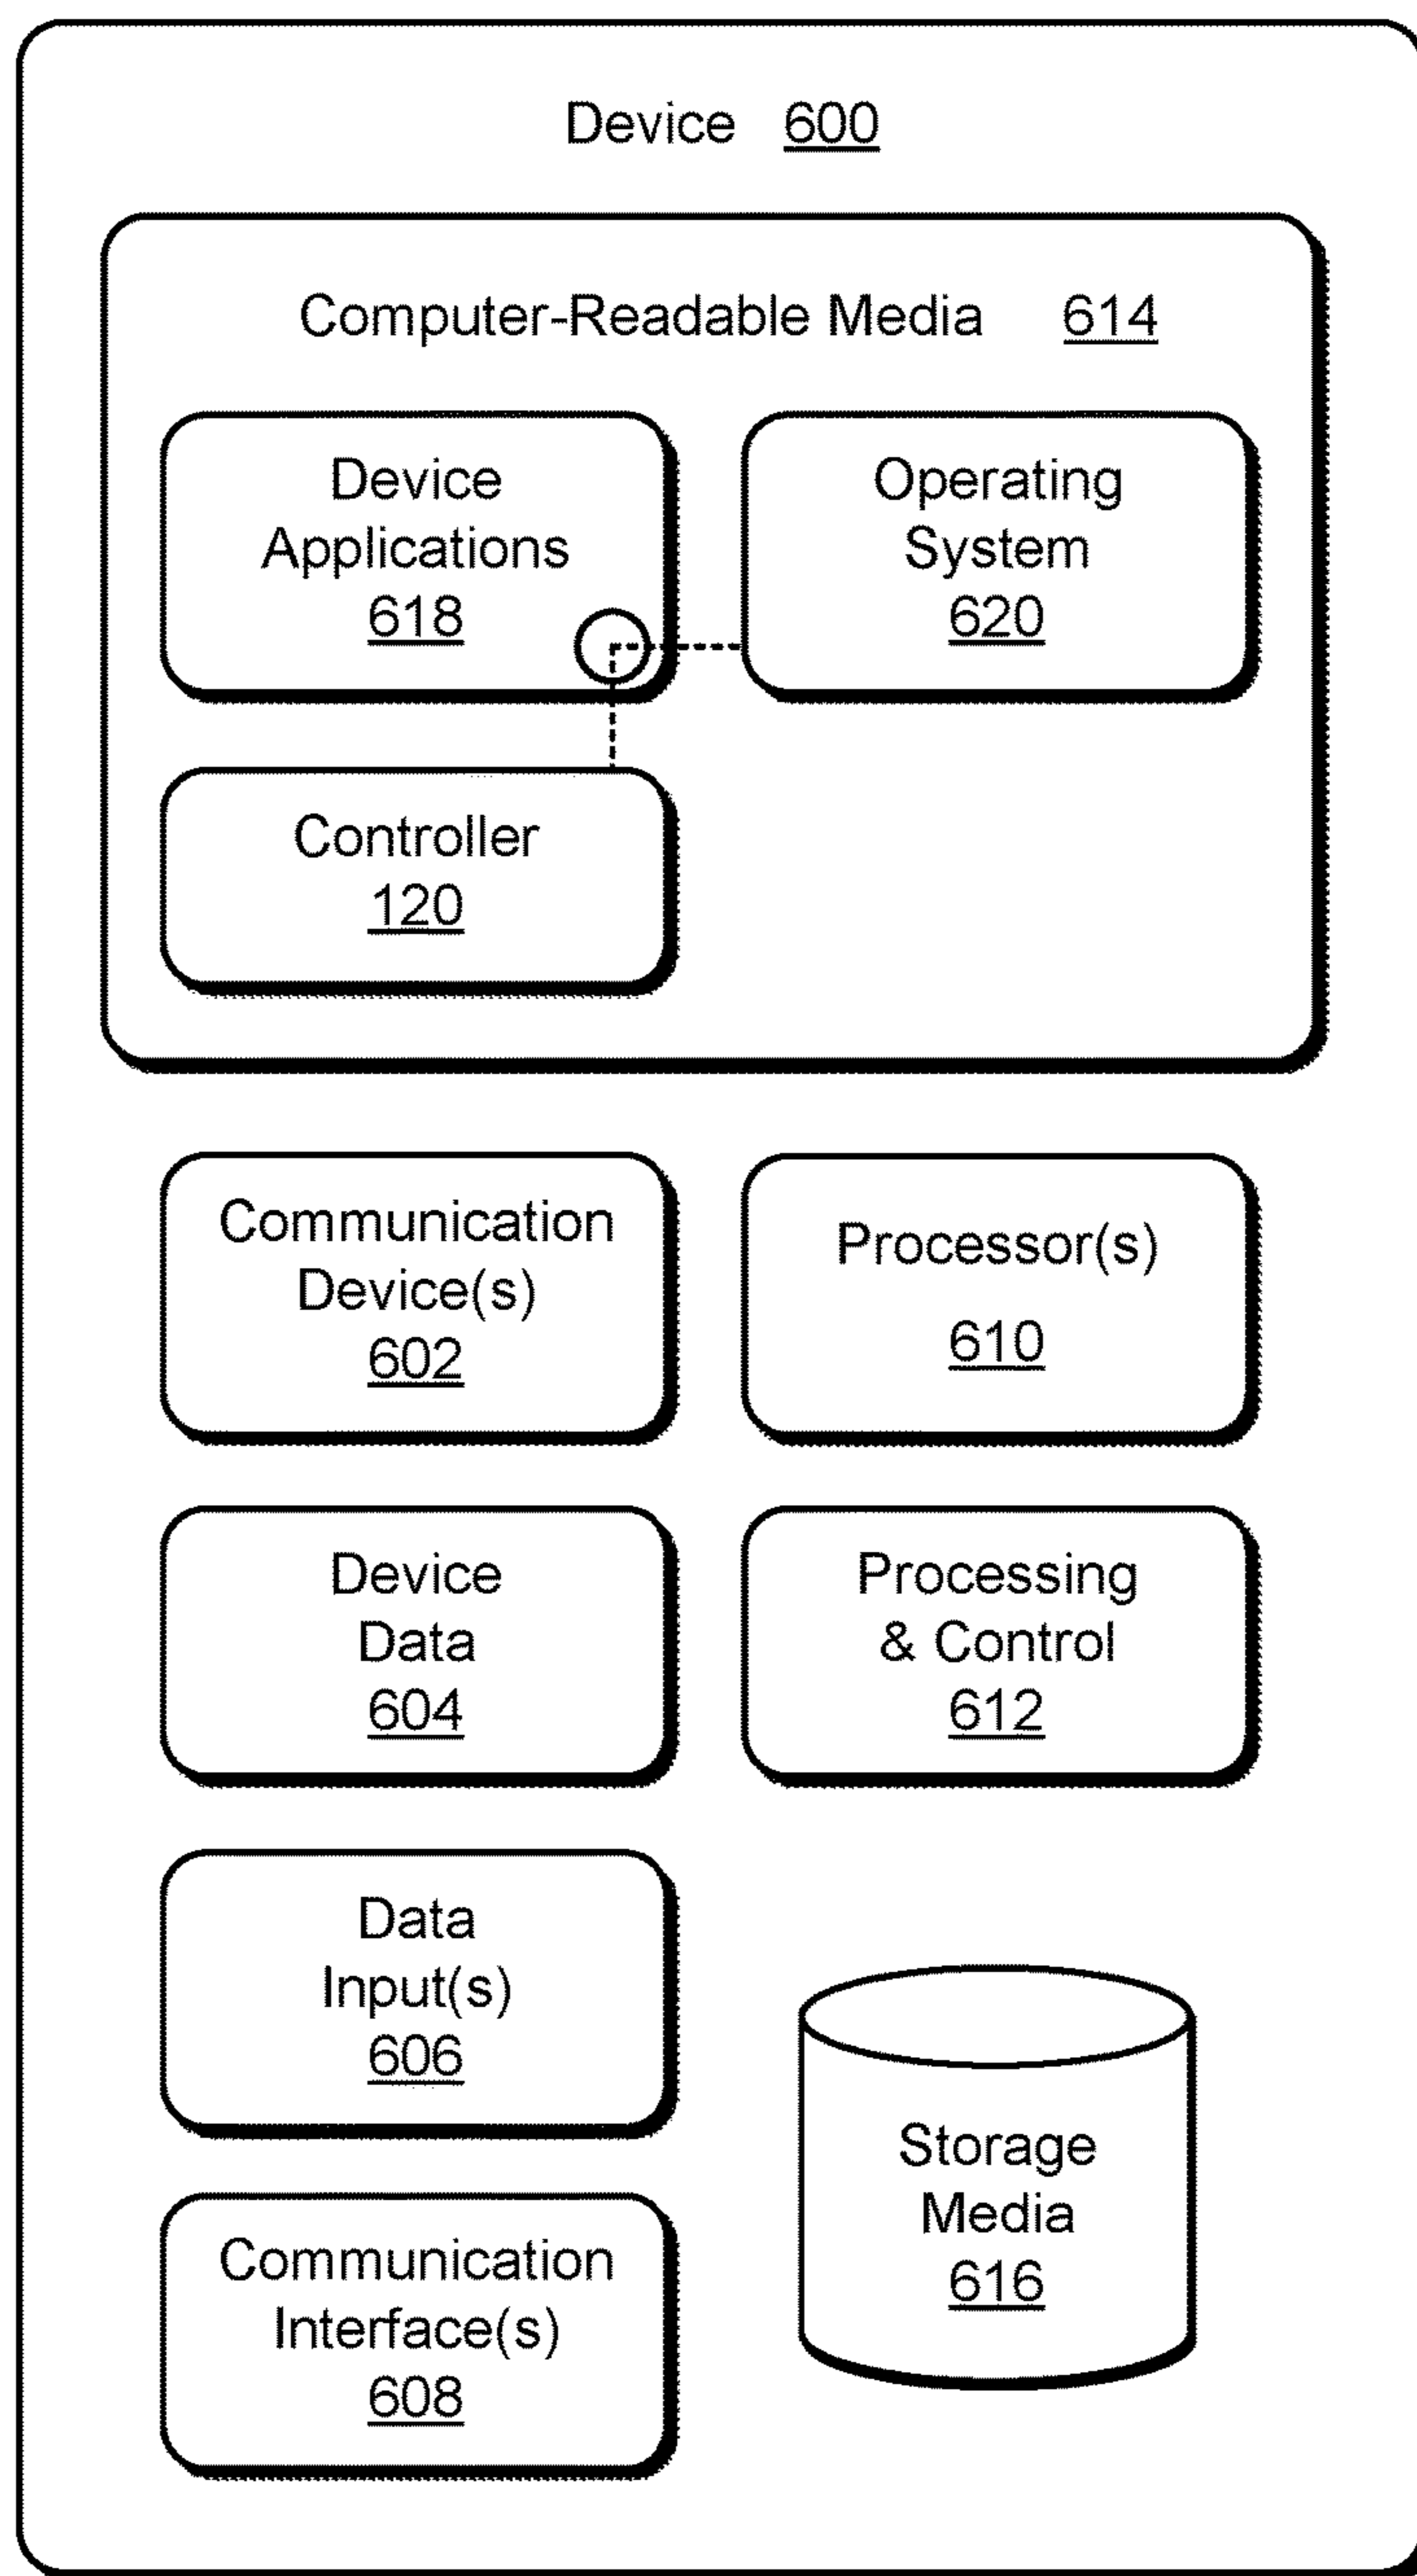 Device 600
Computer-Readable Media 614
Device
Applications
618
Operating
System
620
Controller
120
Communication
Device(s)
602
Processor(s)
610
Device
Data
604
Processing
& Control
612
Data
Input(s)
606
Storage
Media
616
Communication
Interface(s)
608